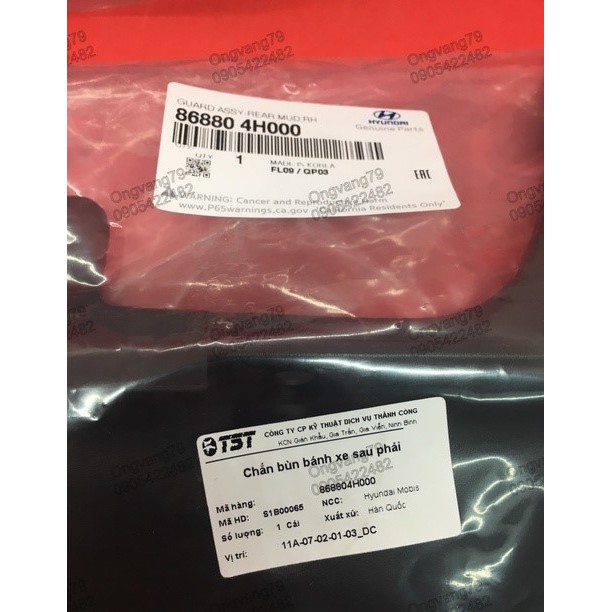 Ongvang79
0905422482
GUARD ASSY-REAR MUD,RH
86880 4H000
HYUNDAI
Genuine Parts
QTY
1
MADE IN KOREA
FL09 / QP03
EAC
WARNING: Cancer and Reproductive Harm
www.P65warnings.ca.gov (California Residents Only)
TST
CÔNG TY CP KỸ THUẬT DỊCH VỤ THÀNH CÔNG
KCN Gián Khẩu, Gia Trấn, Gia Viễn, Ninh Bình
Chắn bùn bánh xe sau phải
Mã hàng: 868804H000
Mã HD: S1B00065 NCC: Hyundai Mobis
Số lượng: 1 Cái Xuất xứ: Hàn Quốc
Vị trí: 11A-07-02-01-03_DC